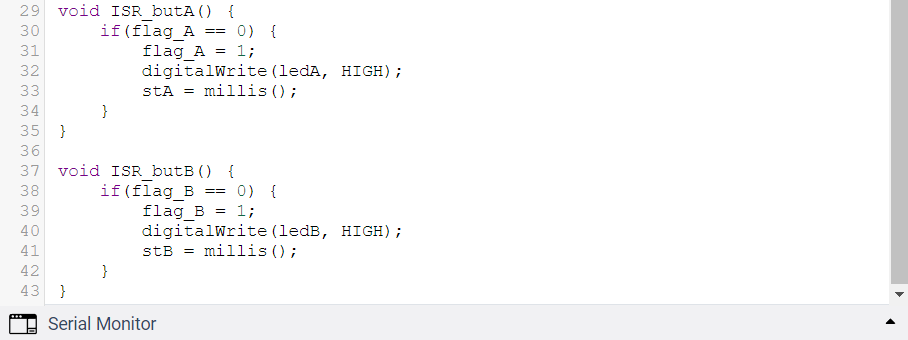 29 void ISR_butA() {
30     if(flag_A == 0) {
31         flag_A = 1;
32         digitalWrite(ledA, HIGH);
33         stA = millis();
34     }
35 }
36
37 void ISR_butB() {
38     if(flag_B == 0) {
39         flag_B = 1;
40         digitalWrite(ledB, HIGH);
41         stB = millis();
42     }
43 }
Serial Monitor